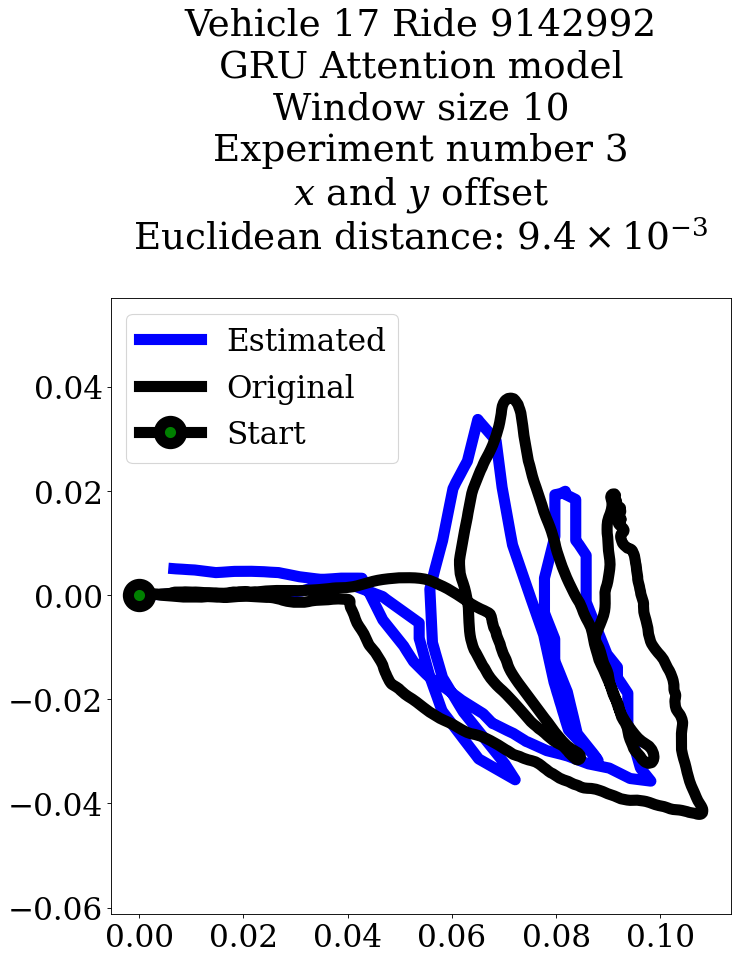 Vehicle 17 Ride 9142992
GRU Attention model
Window size 10
Experiment number 3
x and y offset
Euclidean distance: 9.4 × 10⁻³
Estimated
Original
Start
0.04
0.02
0.00
−0.02
−0.04
−0.06
0.00 0.02 0.04 0.06 0.08 0.10